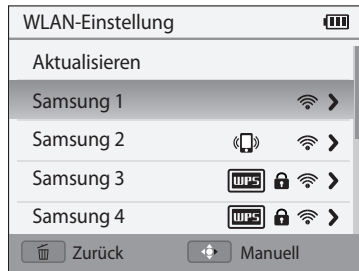 WLAN-Einstellung
Aktualisieren
Samsung 1
Samsung 2
Samsung 3 WPS
Samsung 4 WPS
Zurück Manuell